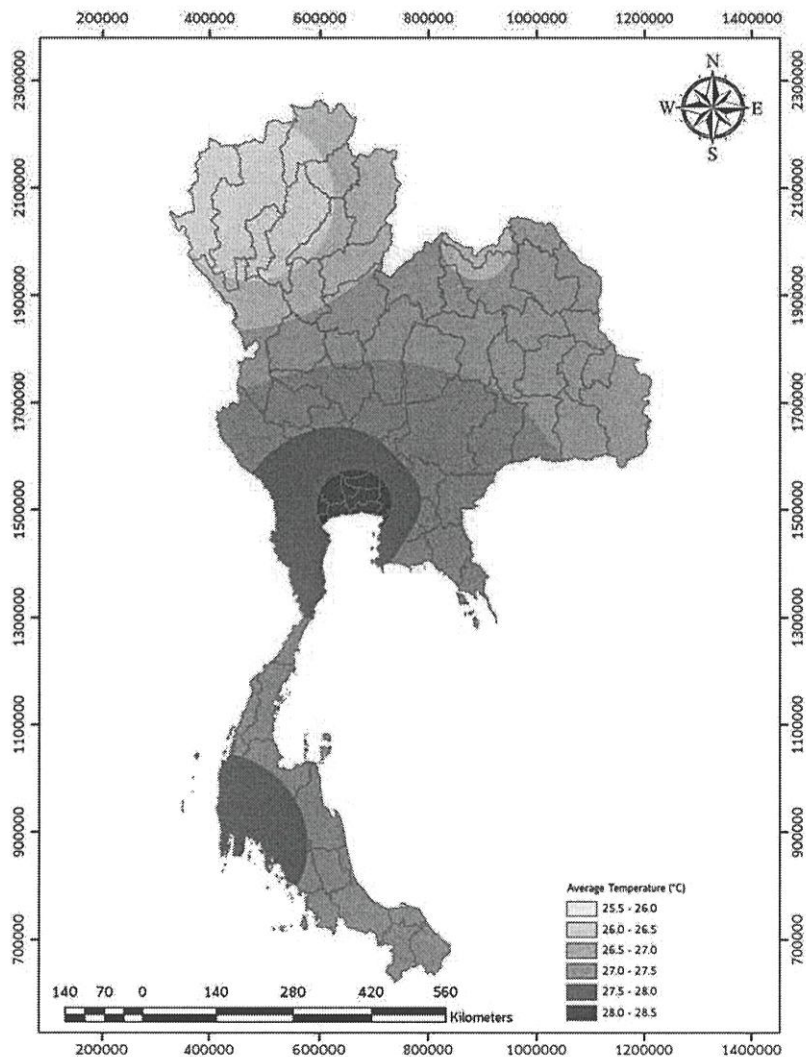 200000 400000 600000 800000 1000000 1200000 1400000
2300000 2300000
N
W E
S
2100000 2100000
1900000 1900000
1700000 1700000
1500000 1500000
1300000 1300000
1100000 1100000
900000 900000
700000 700000
Average Temperature (°C)
25.5 - 26.0
26.0 - 26.5
26.5 - 27.0
27.0 - 27.5
27.5 - 28.0
28.0 - 28.5
140 70 0 140 280 420 560
Kilometers
200000 400000 600000 800000 1000000 1200000 1400000